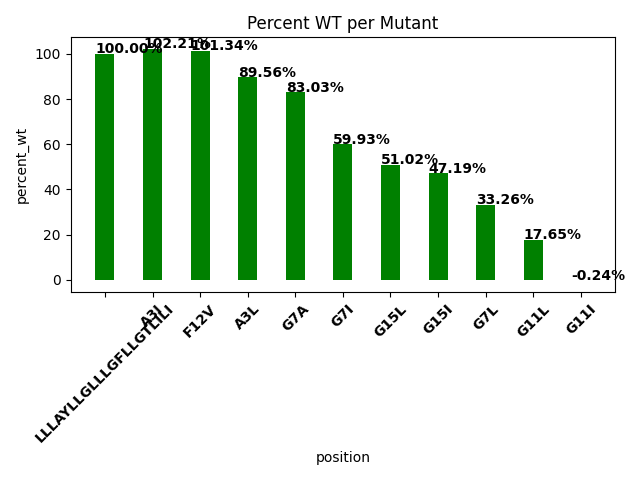 Percent WT per Mutant
percent_wt
100
80
60
40
20
0
100.00%
102.21%
101.34%
89.56%
83.03%
59.93%
51.02%
47.19%
33.26%
17.65%
-0.24%
LLLAYLLGLLLGFLLGTLILI
A3I
F12V
A3L
G7A
G7I
G15L
G15I
G7L
G11L
G11I
position